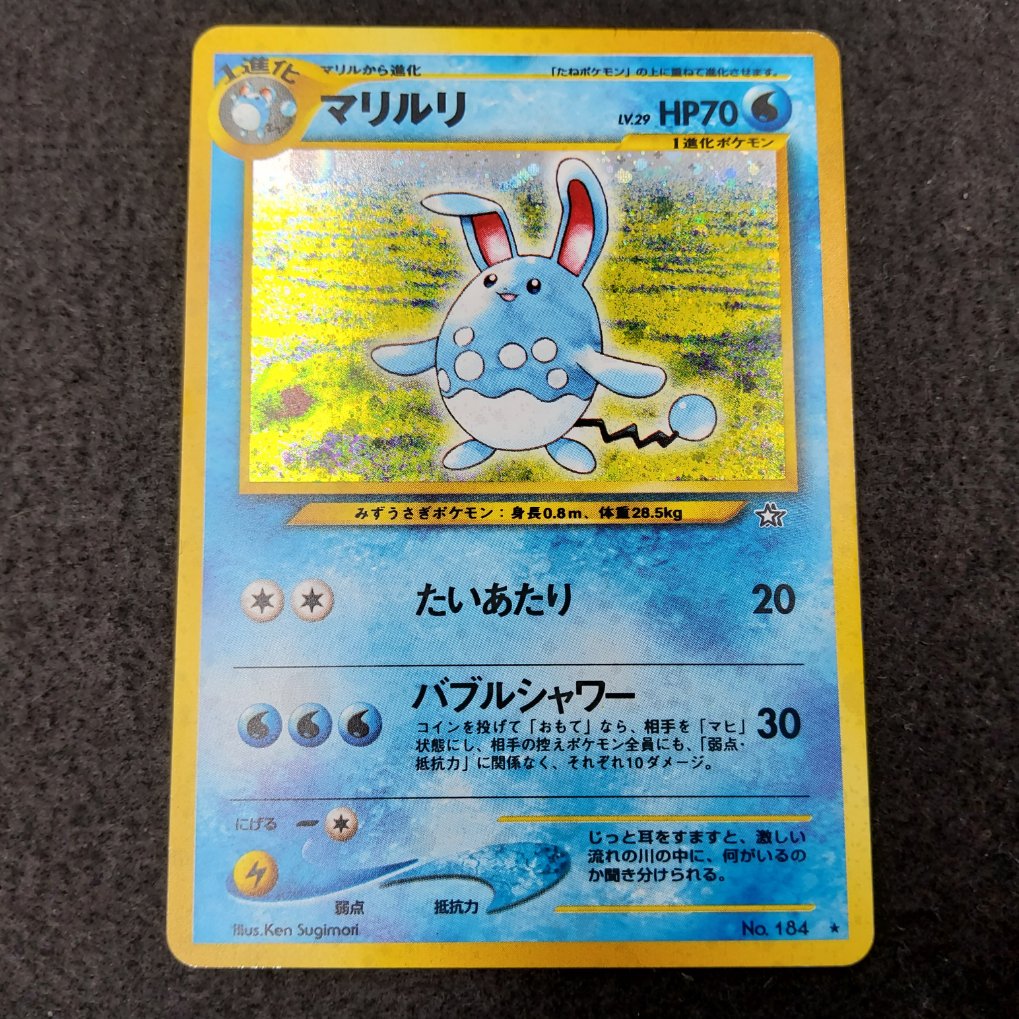 1進化
マリルから進化
「たねポケモン」の上に重ねて進化させます。
マリルリ
LV.29 HP70
1進化ポケモン
みずうさぎポケモン:身長0.8m、体重28.5kg
たいあたり 20
バブルシャワー
コインを投げて「おもて」なら、相手を「マヒ」
状態にし、相手の控えポケモン全員にも、「弱点・
抵抗力」に関係なく、それぞれ10ダメージ。
30
にげる
じっと耳をすますと、激しい
流れの川の中に、何がいるの
か聞き分けられる。
弱点
抵抗力
Illus.Ken Sugimori
No. 184